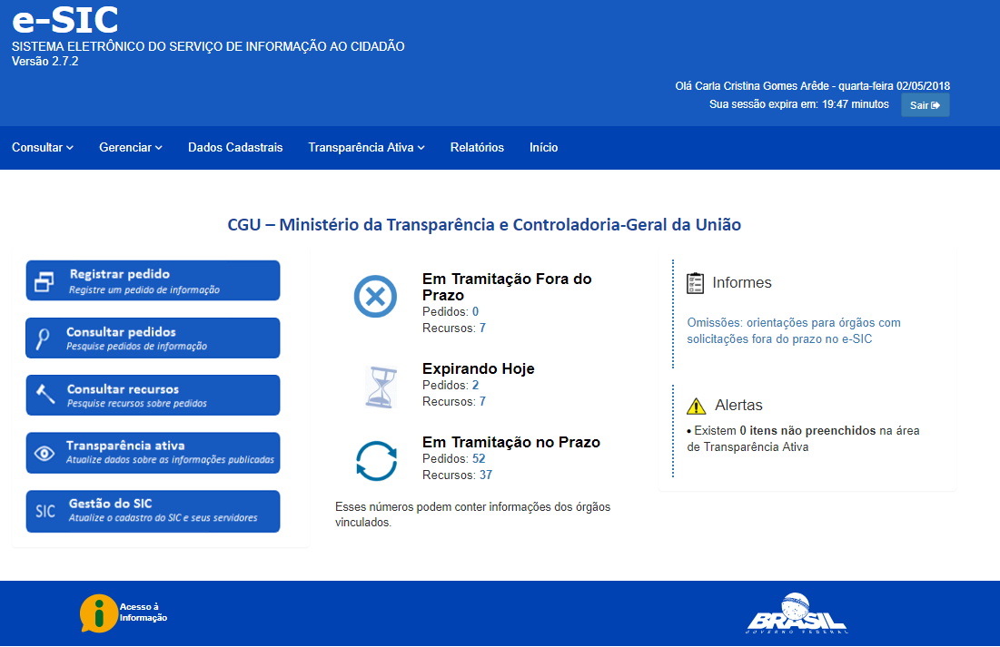 e-SIC
SISTEMA ELETRÔNICO DO SERVIÇO DE INFORMAÇÃO AO CIDADÃO
Versão 2.7.2
Olá Carla Cristina Gomes Arêde - quarta-feira 02/05/2018
Sua sessão expira em: 19:47 minutos
Sair
Consultar
Gerenciar
Dados Cadastrais
Transparência Ativa
Relatórios
Início
CGU – Ministério da Transparência e Controladoria-Geral da União
Registrar pedido
Registre um pedido de informação
Consultar pedidos
Pesquise pedidos de informação
Consultar recursos
Pesquise recursos sobre pedidos
Transparência ativa
Atualize dados sobre as informações publicadas
SIC
Gestão do SIC
Atualize o cadastro do SIC e seus servidores
Em Tramitação Fora do
Prazo
Pedidos: 0
Recursos: 7
Expirando Hoje
Pedidos: 2
Recursos: 7
Em Tramitação no Prazo
Pedidos: 52
Recursos: 37
Esses números podem conter informações dos órgãos
vinculados.
Informes
Omissões: orientações para órgãos com
solicitações fora do prazo no e-SIC
Alertas
• Existem 0 itens não preenchidos na área
de Transparência Ativa
Acesso à
Informação
BRASIL
GOVERNO FEDERAL